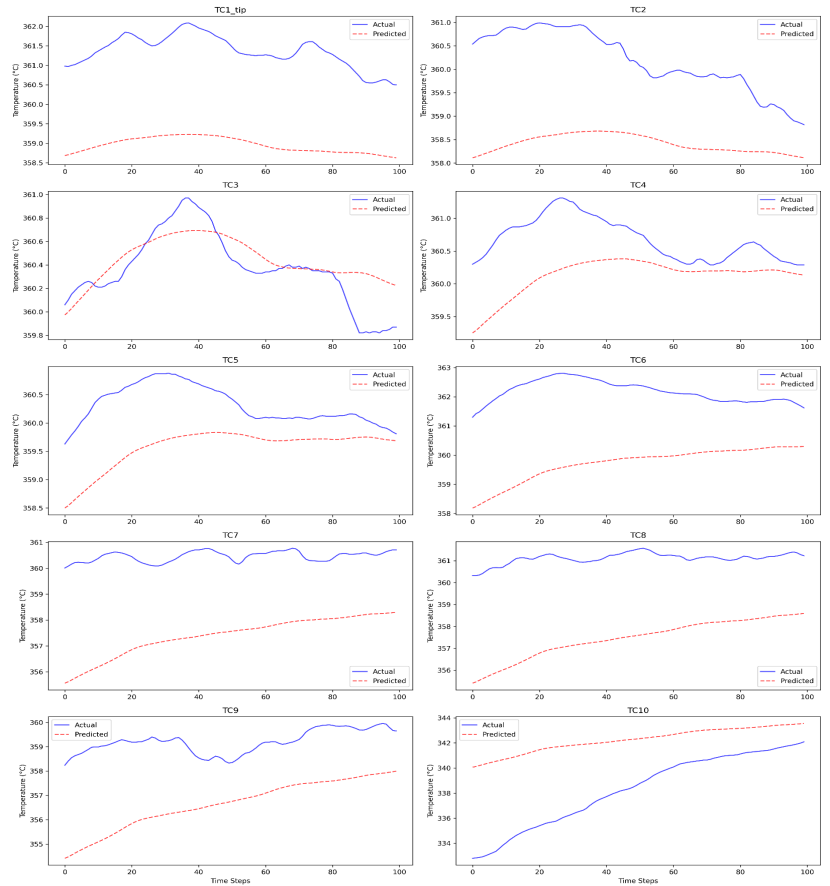 TC1_tip
362.0
361.5
361.0
360.5
360.0
359.5
359.0
358.5
Temperature (°C)
Actual
Predicted
0 20 40 60 80 100
TC2
361.0
360.5
360.0
359.5
359.0
358.5
358.0
Temperature (°C)
Actual
Predicted
0 20 40 60 80 100
TC3
361.0
360.8
360.6
360.4
360.2
360.0
359.8
Temperature (°C)
Actual
Predicted
0 20 40 60 80 100
TC4
361.0
360.5
360.0
359.5
Temperature (°C)
Actual
Predicted
0 20 40 60 80 100
TC5
360.5
360.0
359.5
359.0
358.5
Temperature (°C)
Actual
Predicted
0 20 40 60 80 100
TC6
363
362
361
360
359
358
Temperature (°C)
Actual
Predicted
0 20 40 60 80 100
TC7
361
360
359
358
357
356
Temperature (°C)
Actual
Predicted
0 20 40 60 80 100
TC8
361
360
359
358
357
356
Temperature (°C)
Actual
Predicted
0 20 40 60 80 100
TC9
360
359
358
357
356
355
Temperature (°C)
Actual
Predicted
0 20 40 60 80 100
Time Steps
TC10
344
342
340
338
336
334
Temperature (°C)
Actual
Predicted
0 20 40 60 80 100
Time Steps